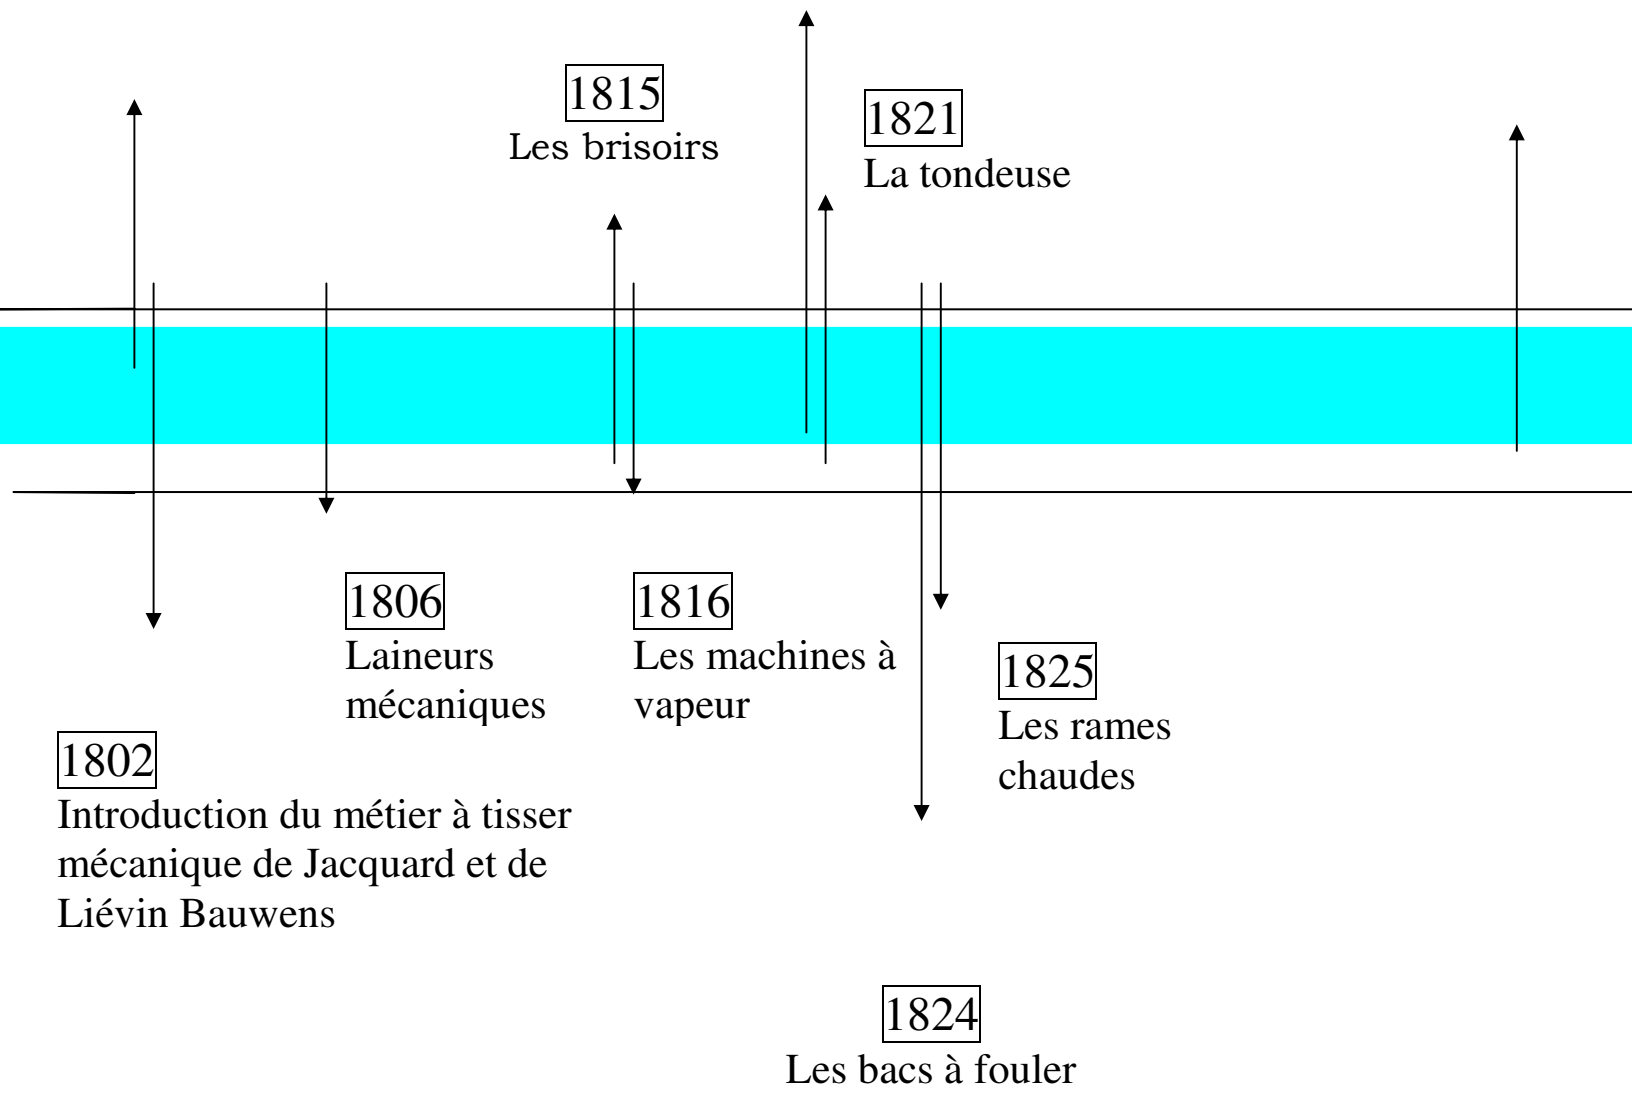 1815
Les brisoirs
1821
La tondeuse
1806
Laineurs
mécaniques
1816
Les machines à
vapeur
1825
Les rames
chaudes
1802
Introduction du métier à tisser
mécanique de Jacquard et de
Liévin Bauwens
1824
Les bacs à fouler